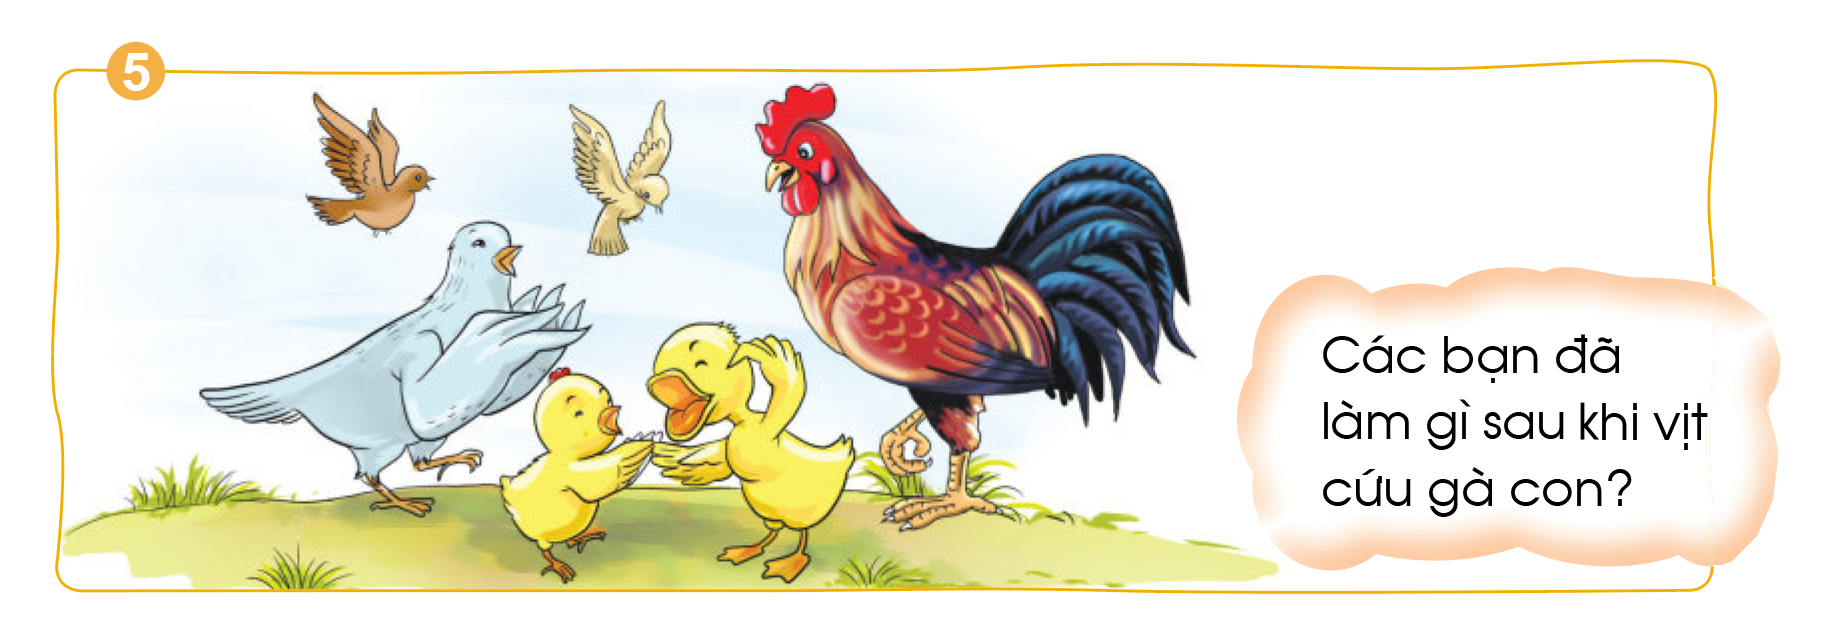 5
Các bạn đã
làm gì sau khi vịt
cứu gà con?